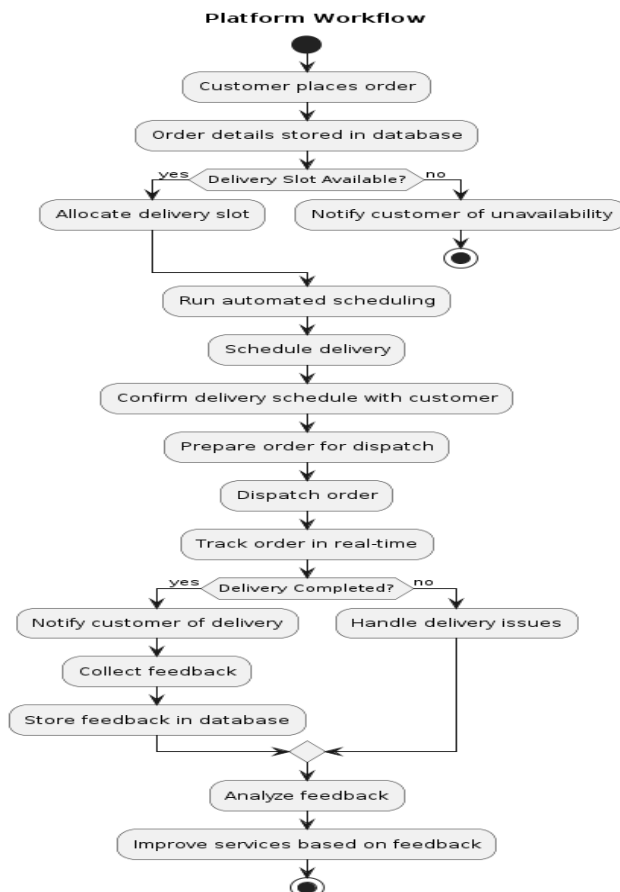 Platform Workflow
Customer places order
Order details stored in database
yes
Delivery Slot Available?
no
Allocate delivery slot
Notify customer of unavailability
Run automated scheduling
Schedule delivery
Confirm delivery schedule with customer
Prepare order for dispatch
Dispatch order
Track order in real-time
yes
Delivery Completed?
no
Notify customer of delivery
Handle delivery issues
Collect feedback
Store feedback in database
Analyze feedback
Improve services based on feedback